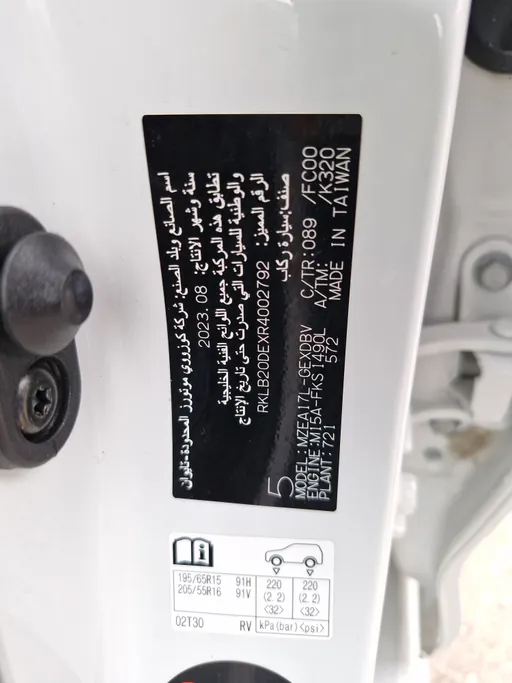 اسم الصانع وبلد الصنع: شركة كوزووي موتورز المحدودة-تايوان
سنة وشهر الانتاج: 2023.08
تطابق هذه المركبة جميع اللوائح الفنية الخليجية
والوطنية للسيارات التي صدرت حتى تاريخ الإنتاج
الرقم المميز: RKLB20DEXR4002792
صنف: سيارة ركاب
5
MODEL:MZEA17L-GEXDBV C/TR:089 /FC00
ENGINE:M15A-FKS 1490L A/TM: /K320
PLANT:721 572 MADE IN TAIWAN
i
195/65R15 91H 220 (2.2) <32> 220 (2.2) <32>
205/55R16 91V
02T30 RV kPa(bar)<psi>